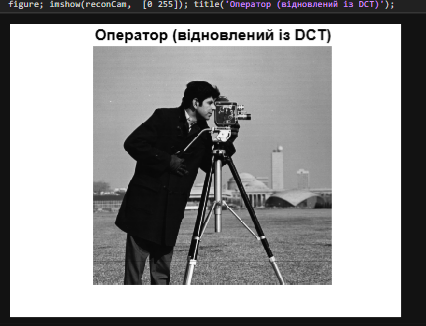 figure; imshow(reconCam, [0 255]); title('Оператор (відновлений із DCT)');
Оператор (відновлений із DCT)